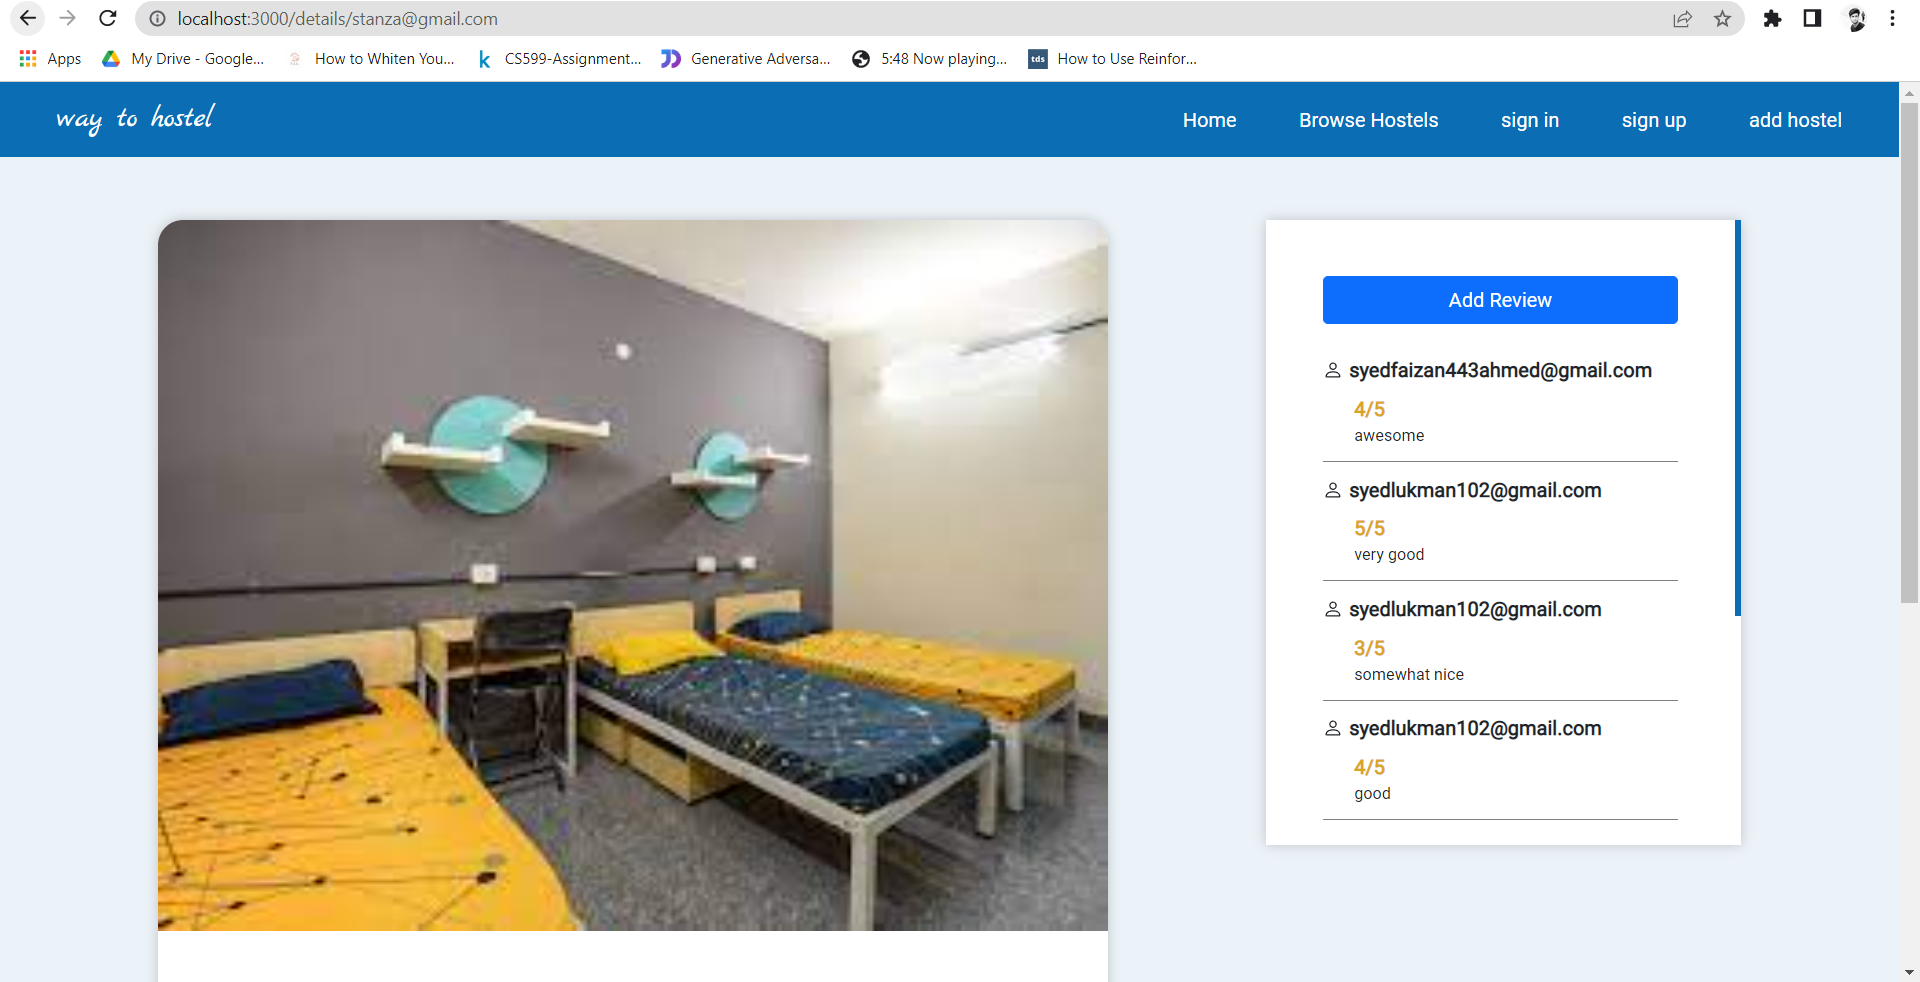 localhost:3000/details/stanza@gmail.com
Apps My Drive - Google... How to Whiten You... CS599-Assignment... Generative Adversa... 5:48 Now playing... tds How to Use Reinfor...
way to hostel
Home Browse Hostels sign in sign up add hostel
Add Review
syedfaizan443ahmed@gmail.com
4/5
awesome
syedlukman102@gmail.com
5/5
very good
syedlukman102@gmail.com
3/5
somewhat nice
syedlukman102@gmail.com
4/5
good